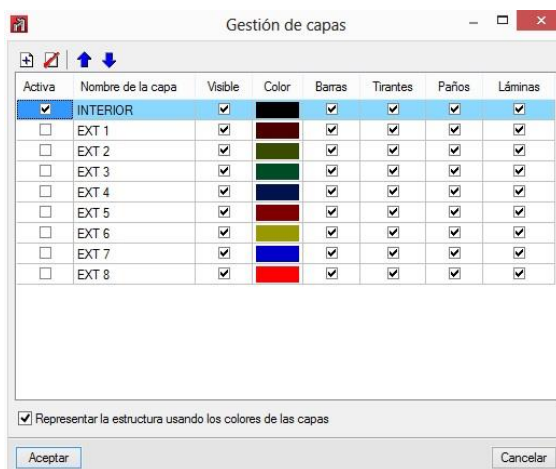 Gestión de capas
Activa Nombre de la capa Visible Color Barras Tirantes Paños Láminas
INTERIOR
EXT 1
EXT 2
EXT 3
EXT 4
EXT 5
EXT 6
EXT 7
EXT 8
Representar la estructura usando los colores de las capas
Aceptar Cancelar